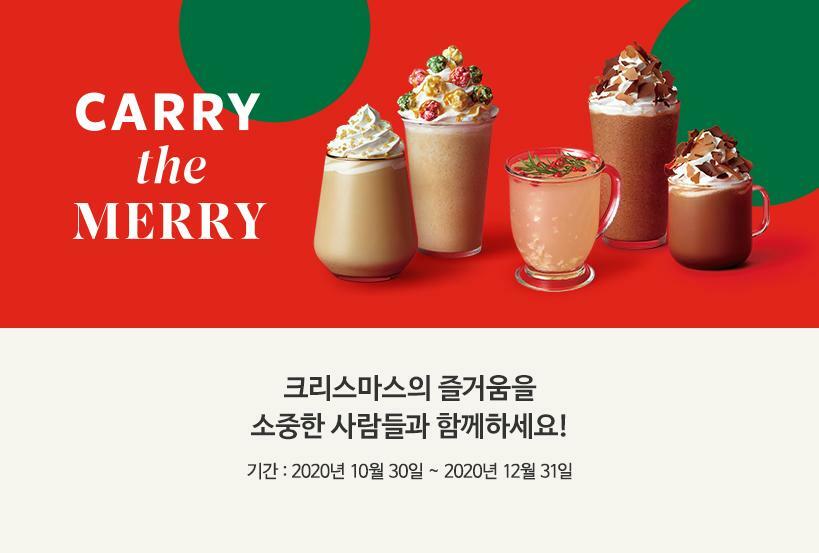 CARRY
the
MERRY
크리스마스의 즐거움을
소중한 사람들과 함께하세요!
기간 : 2020년 10월 30일 ~ 2020년 12월 31일